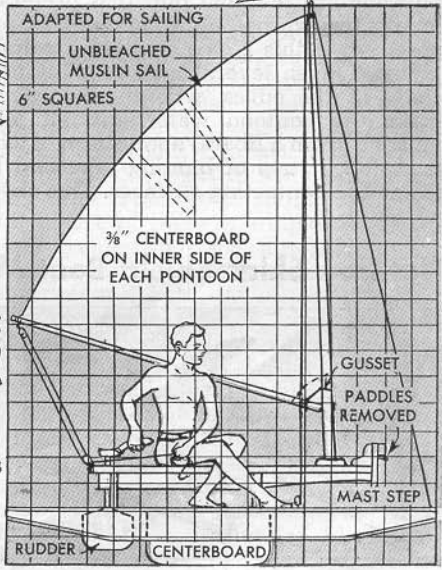 ADAPTED FOR SAILING
UNBLEACHED
MUSLIN SAIL
6" SQUARES
⅜" CENTERBOARD
ON INNER SIDE OF
EACH PONTOON
GUSSET
PADDLES
REMOVED
MAST STEP
RUDDER
CENTERBOARD